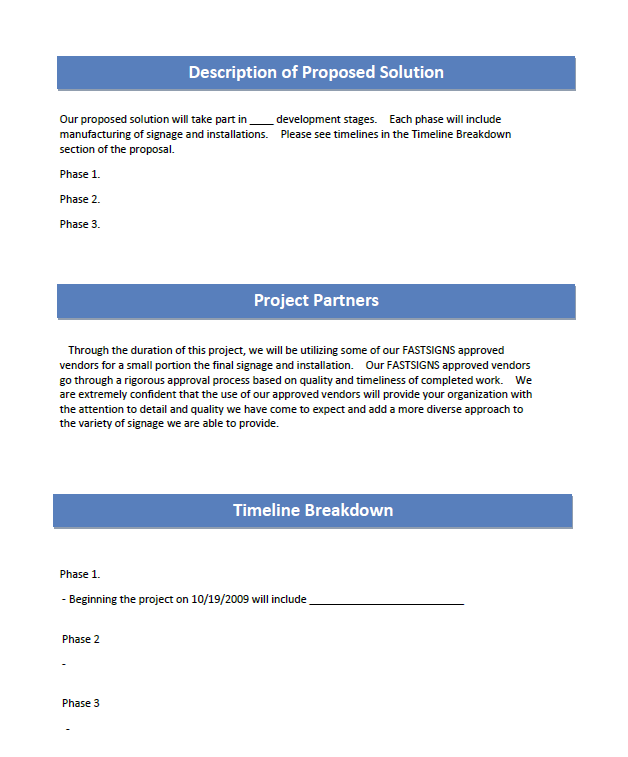 Description of Proposed Solution
Our proposed solution will take part in ____ development stages. Each phase will include
manufacturing of signage and installations. Please see timelines in the Timeline Breakdown
section of the proposal.
Phase 1.
Phase 2.
Phase 3.
Project Partners
Through the duration of this project, we will be utilizing some of our FASTSIGNS approved
vendors for a small portion the final signage and installation. Our FASTSIGNS approved vendors
go through a rigorous approval process based on quality and timeliness of completed work. We
are extremely confident that the use of our approved vendors will provide your organization with
the attention to detail and quality we have come to expect and add a more diverse approach to
the variety of signage we are able to provide.
Timeline Breakdown
Phase 1.
- Beginning the project on 10/19/2009 will include __________________________
Phase 2
-
Phase 3
-